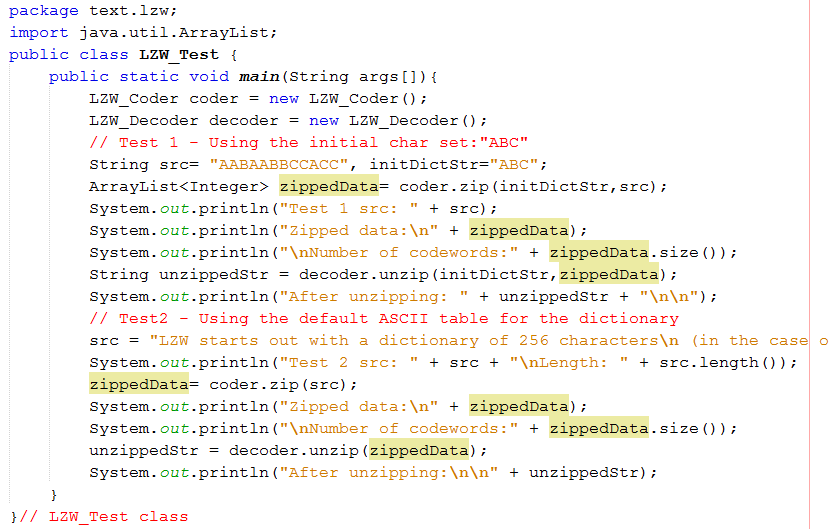 package text.lzw;
import java.util.ArrayList;
public class LZW_Test {
    public static void main(String args[]){
        LZW_Coder coder = new LZW_Coder();
        LZW_Decoder decoder = new LZW_Decoder();
        // Test 1 - Using the initial char set:"ABC"
        String src= "AABAABBCCACC", initDictStr="ABC";
        ArrayList<Integer> zippedData= coder.zip(initDictStr,src);
        System.out.println("Test 1 src: " + src);
        System.out.println("Zipped data:\n" + zippedData);
        System.out.println("\nNumber of codewords:" + zippedData.size());
        String unzippedStr = decoder.unzip(initDictStr,zippedData);
        System.out.println("After unzipping: " + unzippedStr + "\n\n");
        // Test2 - Using the default ASCII table for the dictionary
        src = "LZW starts out with a dictionary of 256 characters\n (in the case o
        System.out.println("Test 2 src: " + src + "\nLength: " + src.length());
        zippedData= coder.zip(src);
        System.out.println("Zipped data:\n" + zippedData);
        System.out.println("\nNumber of codewords:" + zippedData.size());
        unzippedStr = decoder.unzip(zippedData);
        System.out.println("After unzipping:\n\n" + unzippedStr);
    }
}// LZW_Test class